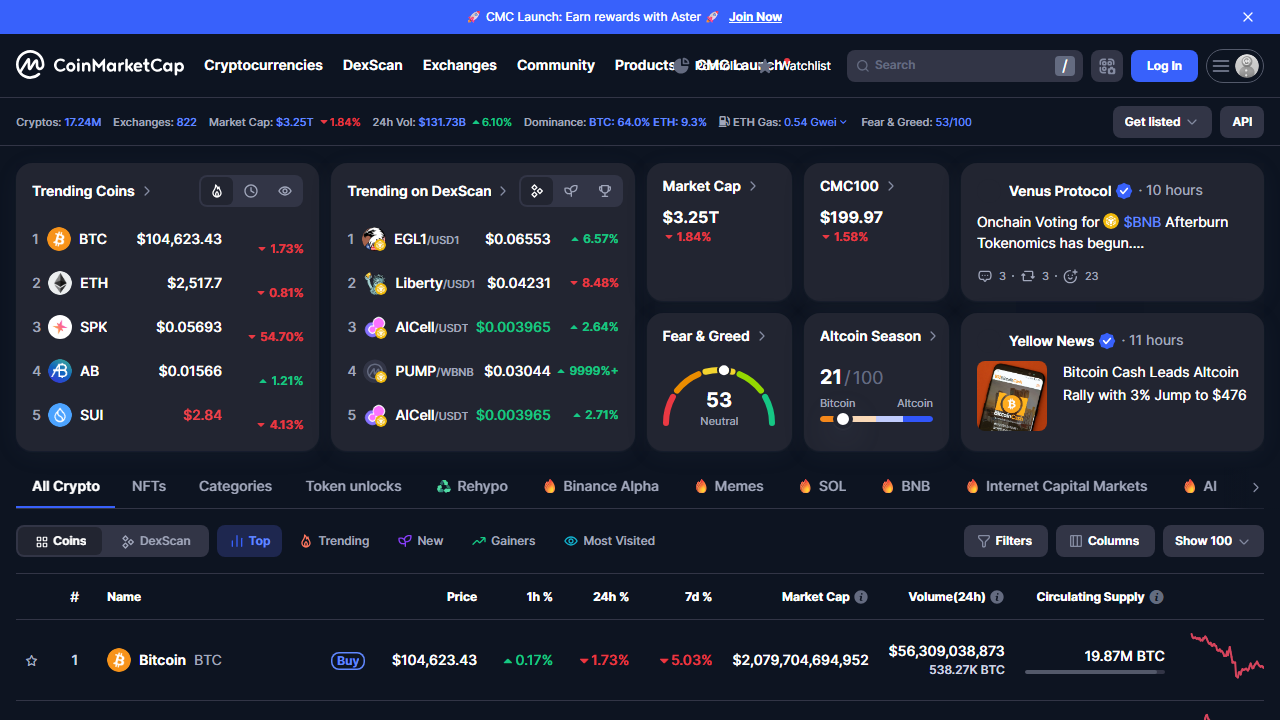 🚀 CMC Launch: Earn rewards with Aster 🚀 Join Now
CoinMarketCap Cryptocurrencies DexScan Exchanges Community Products CMC Launch Watchlist Search / Log In
Cryptos: 17.24M Exchanges: 822 Market Cap: $3.25T 1.84% 24h Vol: $131.73B 6.10% Dominance: BTC: 64.0% ETH: 9.3% ETH Gas: 0.54 Gwei Fear & Greed: 53/100 Get listed API
Trending Coins
1 BTC $104,623.43 1.73%
2 ETH $2,517.7 0.81%
3 SPK $0.05693 54.70%
4 AB $0.01566 1.21%
5 SUI $2.84 4.13%
Trending on DexScan
1 EGL1/USD1 $0.06553 6.57%
2 Liberty/USD1 $0.04231 8.48%
3 AICell/USDT $0.003965 2.64%
4 PUMP/WBNB $0.03044 9999%+
5 AICell/USDT $0.003965 2.71%
Market Cap
$3.25T
1.84%
CMC100
$199.97
1.58%
Fear & Greed
53
Neutral
Altcoin Season
21/100
Bitcoin Altcoin
Venus Protocol · 10 hours
Onchain Voting for $BNB Afterburn
Tokenomics has begun....
3 · 3 · 23
Yellow News · 11 hours
Bitcoin Cash Leads Altcoin
Rally with 3% Jump to $476
All Crypto NFTs Categories Token unlocks Rehypo Binance Alpha Memes SOL BNB Internet Capital Markets AI
Coins DexScan Top Trending New Gainers Most Visited Filters Columns Show 100
# Name Price 1h % 24h % 7d % Market Cap Volume(24h) Circulating Supply
1 Bitcoin BTC Buy $104,623.43 0.17% 1.73% 5.03% $2,079,704,694,952 $56,309,038,873 19.87M BTC
538.27K BTC